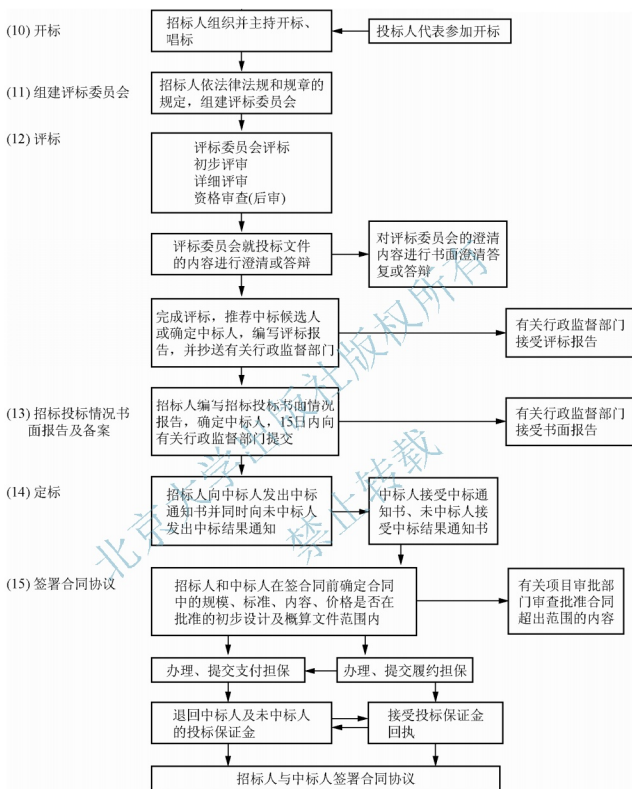 (10) 开标
招标人组织并主持开标、
唱标
投标人代表参加开标
(11) 组建评标委员会
招标人依法律法规和规章的
规定，组建评标委员会
(12) 评标
评标委员会评标
初步评审
详细评审
资格审查(后审)
评标委员会就投标文件
的内容进行澄清或答辩
对评标委员会的澄清
内容进行书面澄清答
复或答辩
完成评标，推荐中标候选人
或确定中标人，编写评标报
告，并抄送有关行政监督部门
有关行政监督部门
接受评标报告
(13) 招标投标情况书
面报告及备案
招标人编写招标投标书面情况
报告，确定中标人，15日内向
有关行政监督部门提交
有关行政监督部门
接受书面报告
(14) 定标
招标人向中标人发出中标
通知书并同时向未中标人
发出中标结果通知
中标人接受中标通
知书、未中标人接
受中标结果通知书
(15) 签署合同协议
招标人和中标人在签合同前确定合同
中的规模、标准、内容、价格是否在
批准的初步设计及概算文件范围内
有关项目审批部
门审查批准合同
超出范围的内容
办理、提交支付担保
办理、提交履约担保
退回中标人及未中标人
的投标保证金
接受投标保证金
回执
招标人与中标人签署合同协议
北京大学出版社版权所有
禁止转载